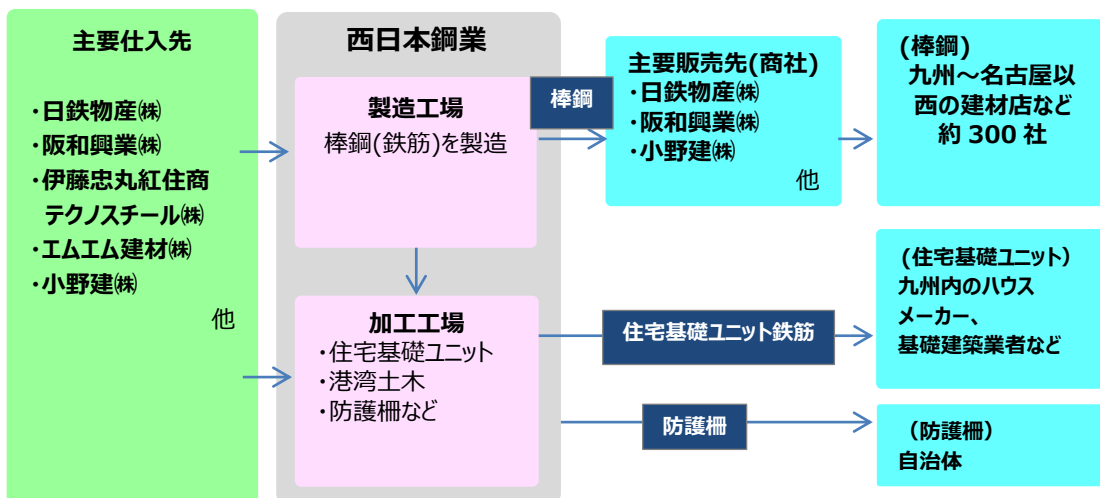 主要仕入先
・日鉄物産㈱
・阪和興業㈱
・伊藤忠丸紅住商
テクノスチール㈱
・エムエム建材㈱
・小野建㈱
他
西日本鋼業
製造工場
棒鋼(鉄筋)を製造
加工工場
・住宅基礎ユニット
・港湾土木
・防護柵など
棒鋼
主要販売先(商社)
・日鉄物産㈱
・阪和興業㈱
・小野建㈱
他
(棒鋼)
九州～名古屋以
西の建材店など
約 300 社
住宅基礎ユニット鉄筋
(住宅基礎ユニット）
九州内のハウス
メーカー、
基礎建築業者など
防護柵
（防護柵）
自治体